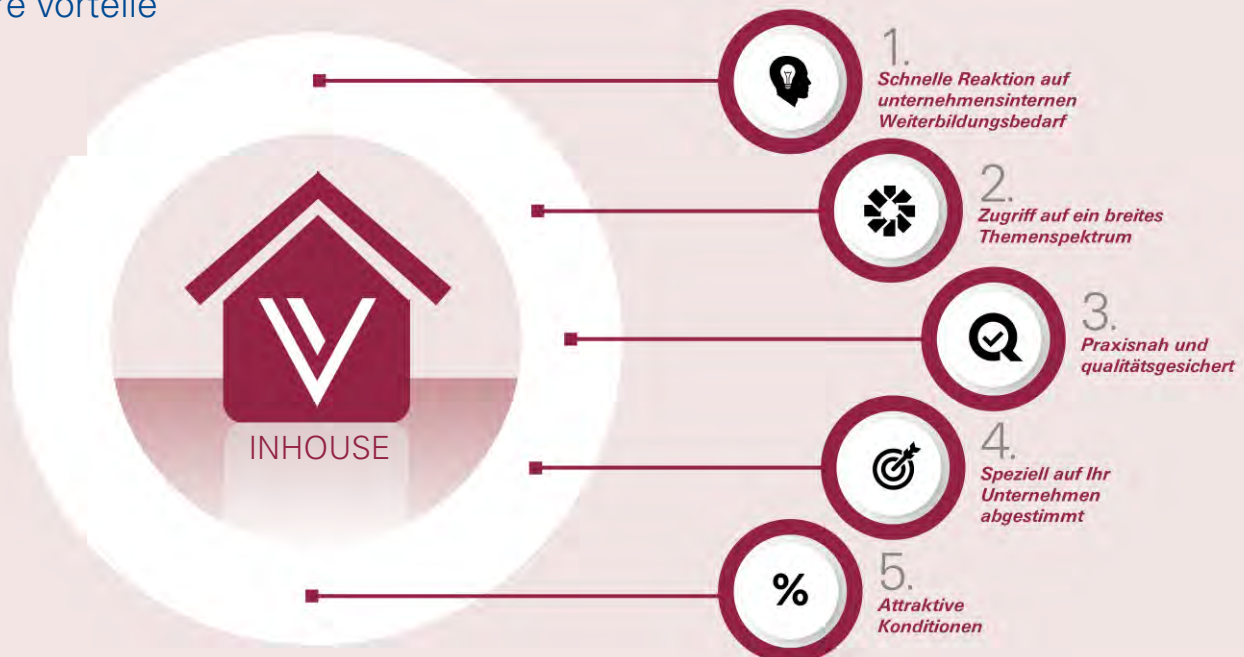 re Vorteile
1.
Schnelle Reaktion auf
unternehmensinternen
Weiterbildungsbedarf
2.
Zugriff auf ein breites
Themenspektrum
3.
Praxisnah und
qualitätsgesichert
INHOUSE
4.
Speziell auf Ihr
Unternehmen
abgestimmt
%
5.
Attraktive
Konditionen